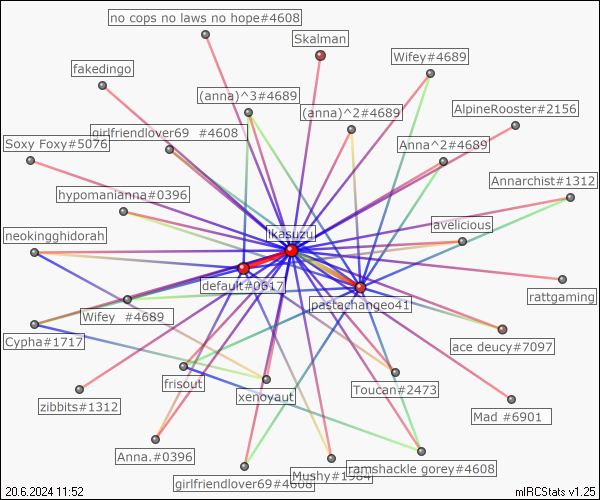 no cops no laws no hope#4608
Skalman
Wifey#4689
fakedingo
(anna)^3#4689
(anna)^2#4689
AlpineRooster#2156
girlfriendlover69 #4608
Anna^2#4689
Soxy Foxy#5076
Annarchist#1312
hypomanianna#0396
avelicious
ikasuzu
neokingghidorah
default#0617
rattgaming
pastachangeo41
Wifey #4689
Cypha#1717
ace deucy#7097
frisout
xenoyaut
Toucan#2473
zibbits#1312
Mad #6901
Anna.#0396
ramshackle gorey#4608
girlfriendlover69#4608
Mushy#1984
20.6.2024 11:52
mIRCStats v1.25